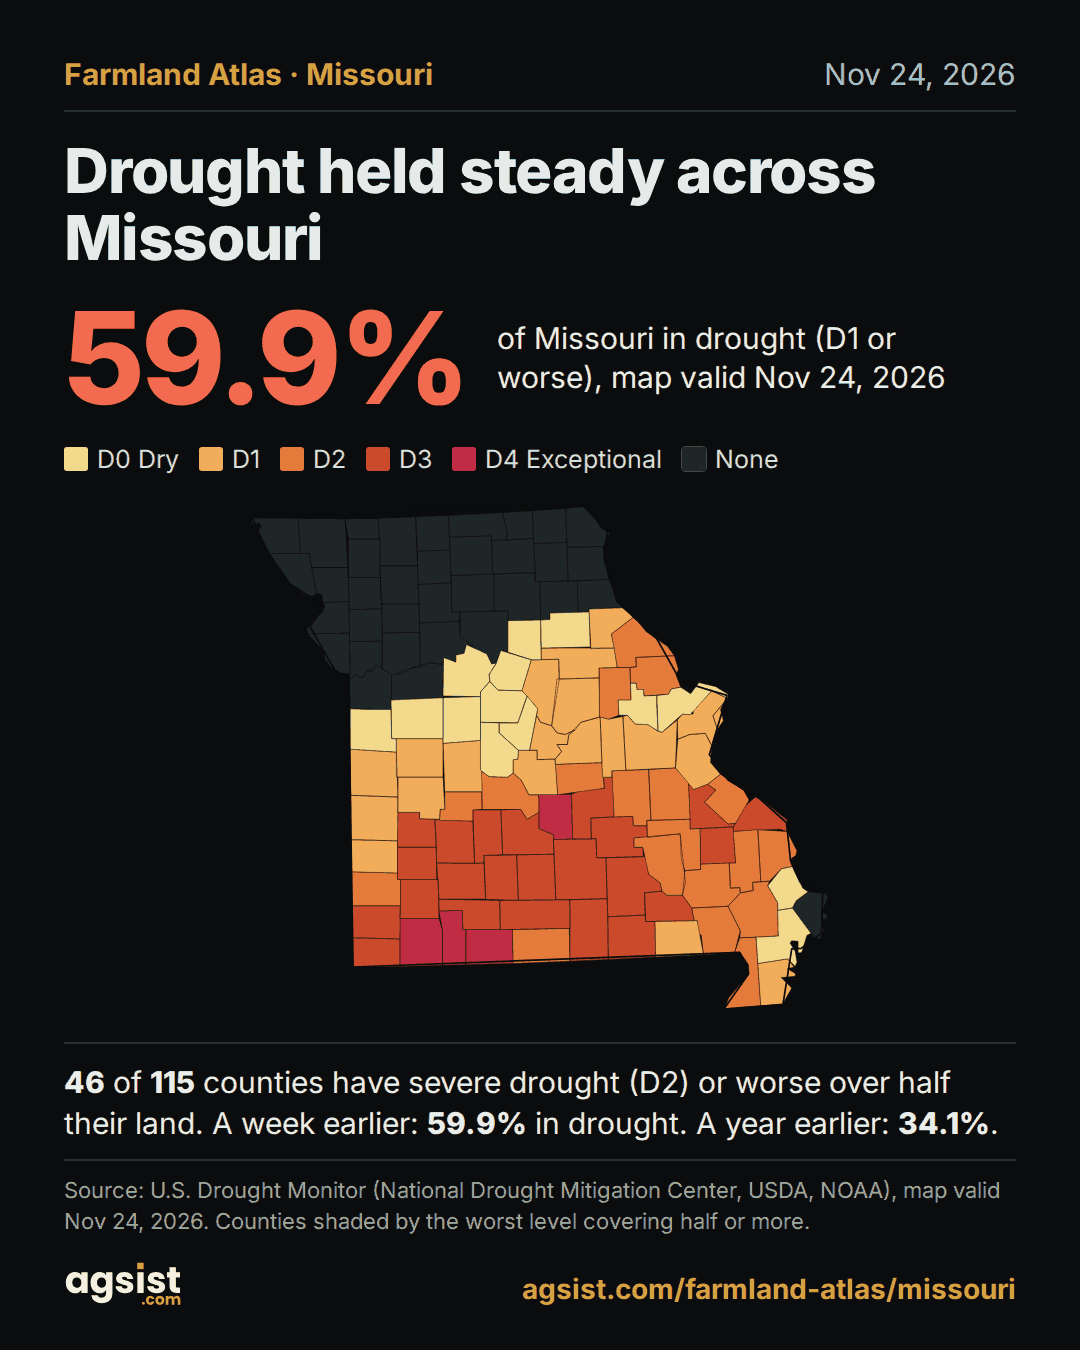 Farmland Atlas · Missouri
Nov 24, 2026
Drought held steady across
Missouri
59.9%
of Missouri in drought (D1 or
worse), map valid Nov 24, 2026
D0 Dry D1 D2 D3 D4 Exceptional None
46 of 115 counties have severe drought (D2) or worse over half
their land. A week earlier: 59.9% in drought. A year earlier: 34.1%.
Source: U.S. Drought Monitor (National Drought Mitigation Center, USDA, NOAA), map valid
Nov 24, 2026. Counties shaded by the worst level covering half or more.
agsist
.com
agsist.com/farmland-atlas/missouri